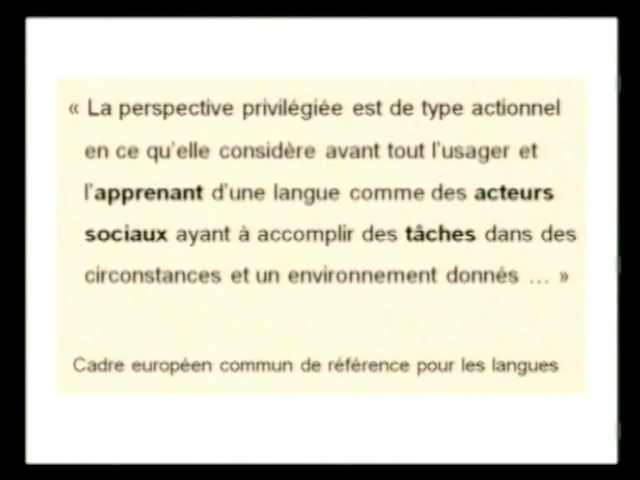 « La perspective privilégiée est de type actionnel
en ce qu'elle considère avant tout l'usager et
l'apprenant d'une langue comme des acteurs
sociaux ayant à accomplir des tâches dans des
circonstances et un environnement donnés ... »
Cadre européen commun de référence pour les langues